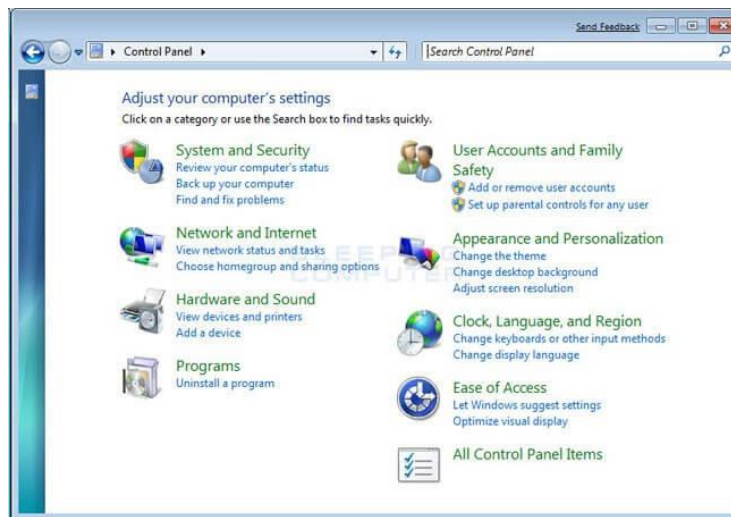 Send Feedback
Control Panel
Search Control Panel
Adjust your computer's settings
Click on a category or use the Search box to find tasks quickly.
System and Security
Review your computer's status
Back up your computer
Find and fix problems
Network and Internet
View network status and tasks
Choose homegroup and sharing options
Hardware and Sound
View devices and printers
Add a device
Programs
Uninstall a program
User Accounts and Family
Safety
Add or remove user accounts
Set up parental controls for any user
Appearance and Personalization
Change the theme
Change desktop background
Adjust screen resolution
Clock, Language, and Region
Change keyboards or other input methods
Change display language
Ease of Access
Let Windows suggest settings
Optimize visual display
All Control Panel Items
COMPUTER